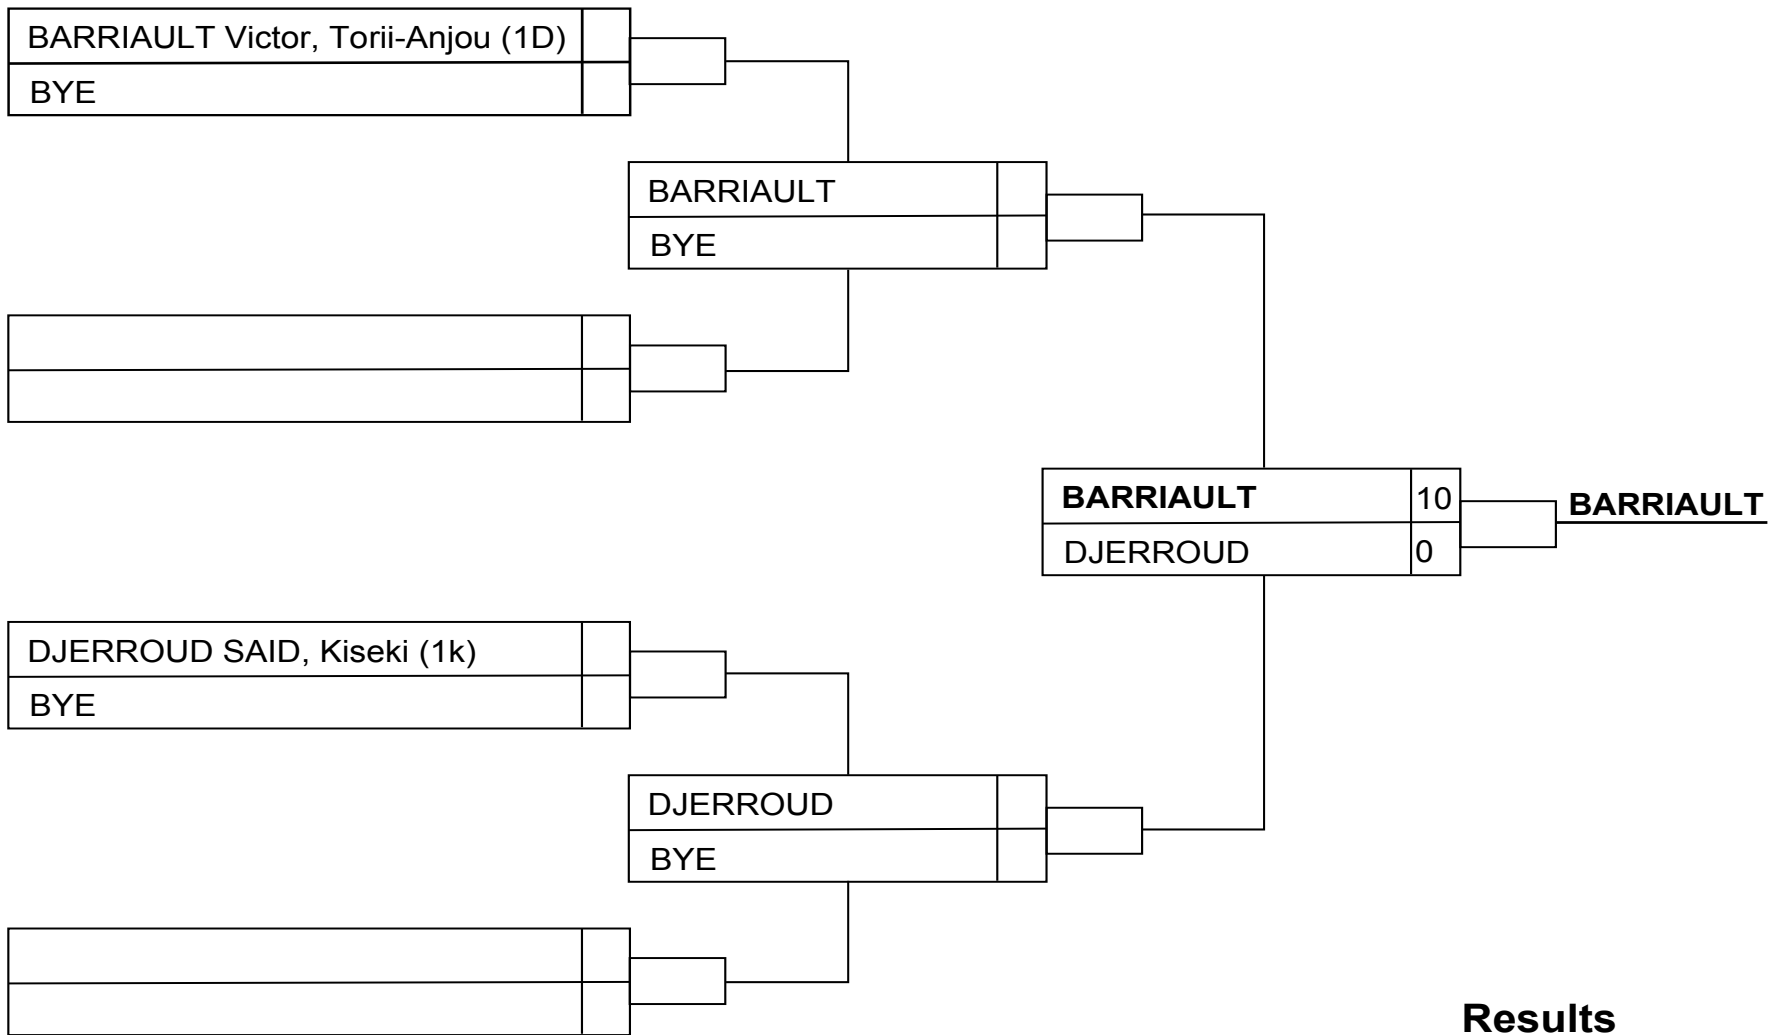 BARRIAULT Victor, Torii-Anjou (1D)
BYE
BARRIAULT
BYE
BARRIAULT 10
DJERROUD 0
BARRIAULT
DJERROUD SAID, Kiseki (1k)
BYE
DJERROUD
BYE
Results